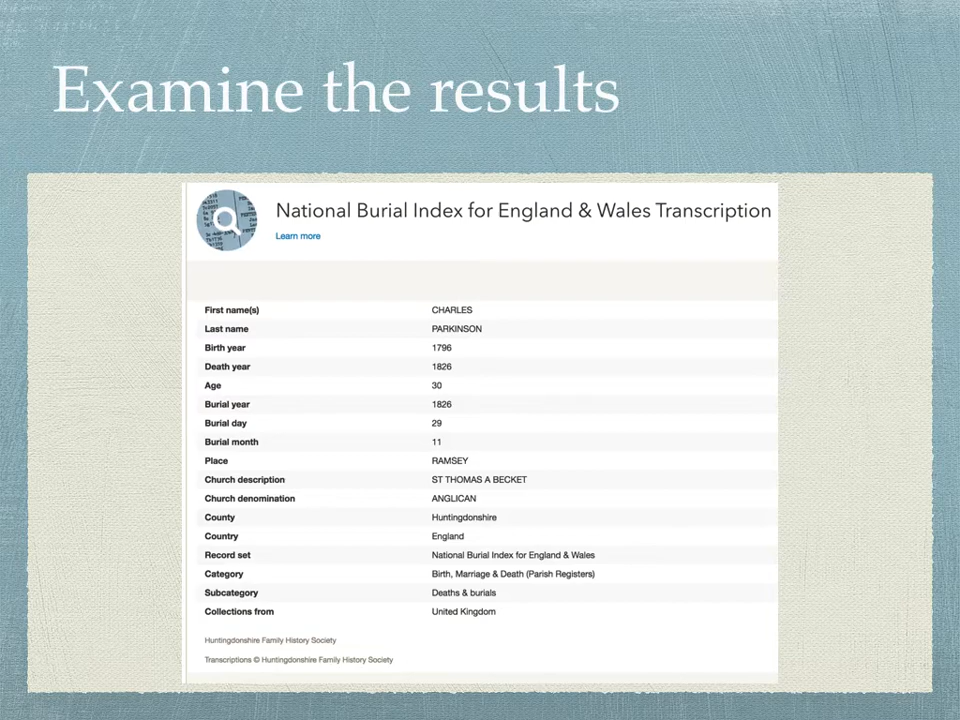 Examine the results
National Burial Index for England & Wales Transcription
Learn more
First name(s) CHARLES
Last name PARKINSON
Birth year 1796
Death year 1826
Age 30
Burial year 1826
Burial day 29
Burial month 11
Place RAMSEY
Church description ST THOMAS A BECKET
Church denomination ANGLICAN
County Huntingdonshire
Country England
Record set National Burial Index for England & Wales
Category Birth, Marriage & Death (Parish Registers)
Subcategory Deaths & burials
Collections from United Kingdom
Huntingdonshire Family History Society
Transcriptions © Huntingdonshire Family History Society